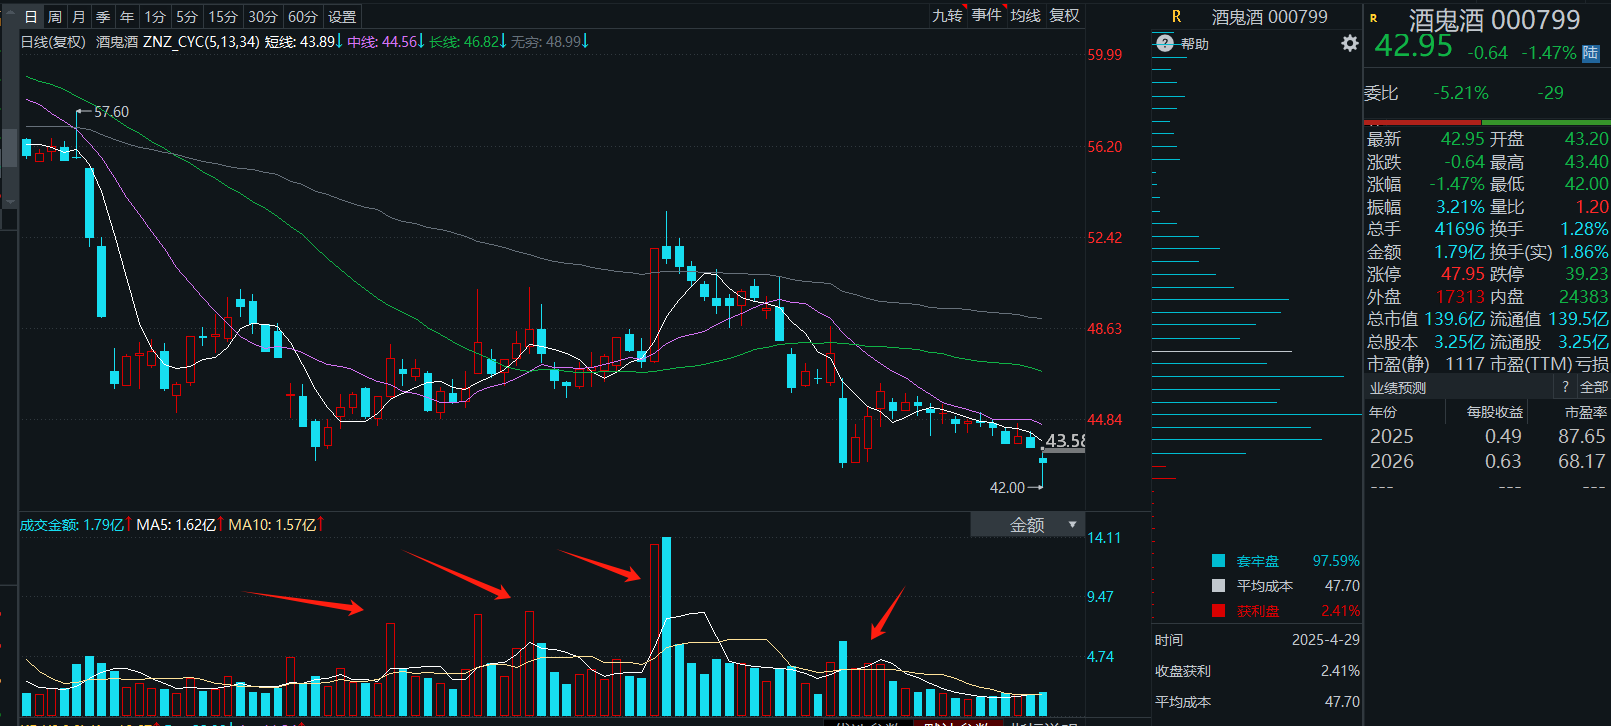 日 周 月 季 年 1分 5分 15分 30分 60分 设置 九转 事件 均线 复权
日线(复权) 酒鬼酒 ZNZ_CYC(5,13,34) 短线: 43.89↓ 中线: 44.56↓ 长线: 46.82↓ 无穷: 48.99↓
57.60
59.99
56.20
52.42
48.63
44.84
43.58
42.00
成交金额: 1.79亿↑ MA5: 1.62亿↑ MA10: 1.57亿↑
金额 ▼
14.11
9.47
4.74
R 酒鬼酒 000799
? 帮助
套牢盘 97.59%
平均成本 47.70
获利盘 2.41%
时间 2025-4-29
收盘获利 2.41%
平均成本 47.70
R 酒鬼酒 000799
42.95 -0.64 -1.47% 陆
委比 -5.21% -29
最新 42.95 开盘 43.20
涨跌 -0.64 最高 43.40
涨幅 -1.47% 最低 42.00
振幅 3.21% 量比 1.20
总手 41696 换手 1.28%
金额 1.79亿 换手(实) 1.86%
涨停 47.95 跌停 39.23
外盘 17313 内盘 24383
总市值 139.6亿 流通值 139.5亿
总股本 3.25亿 流通股 3.25亿
市盈(静) 1117 市盈(TTM) 亏损
业绩预测 ? 全部
年份 每股收益 市盈率
2025 0.49 87.65
2026 0.63 68.17
--- --- ---